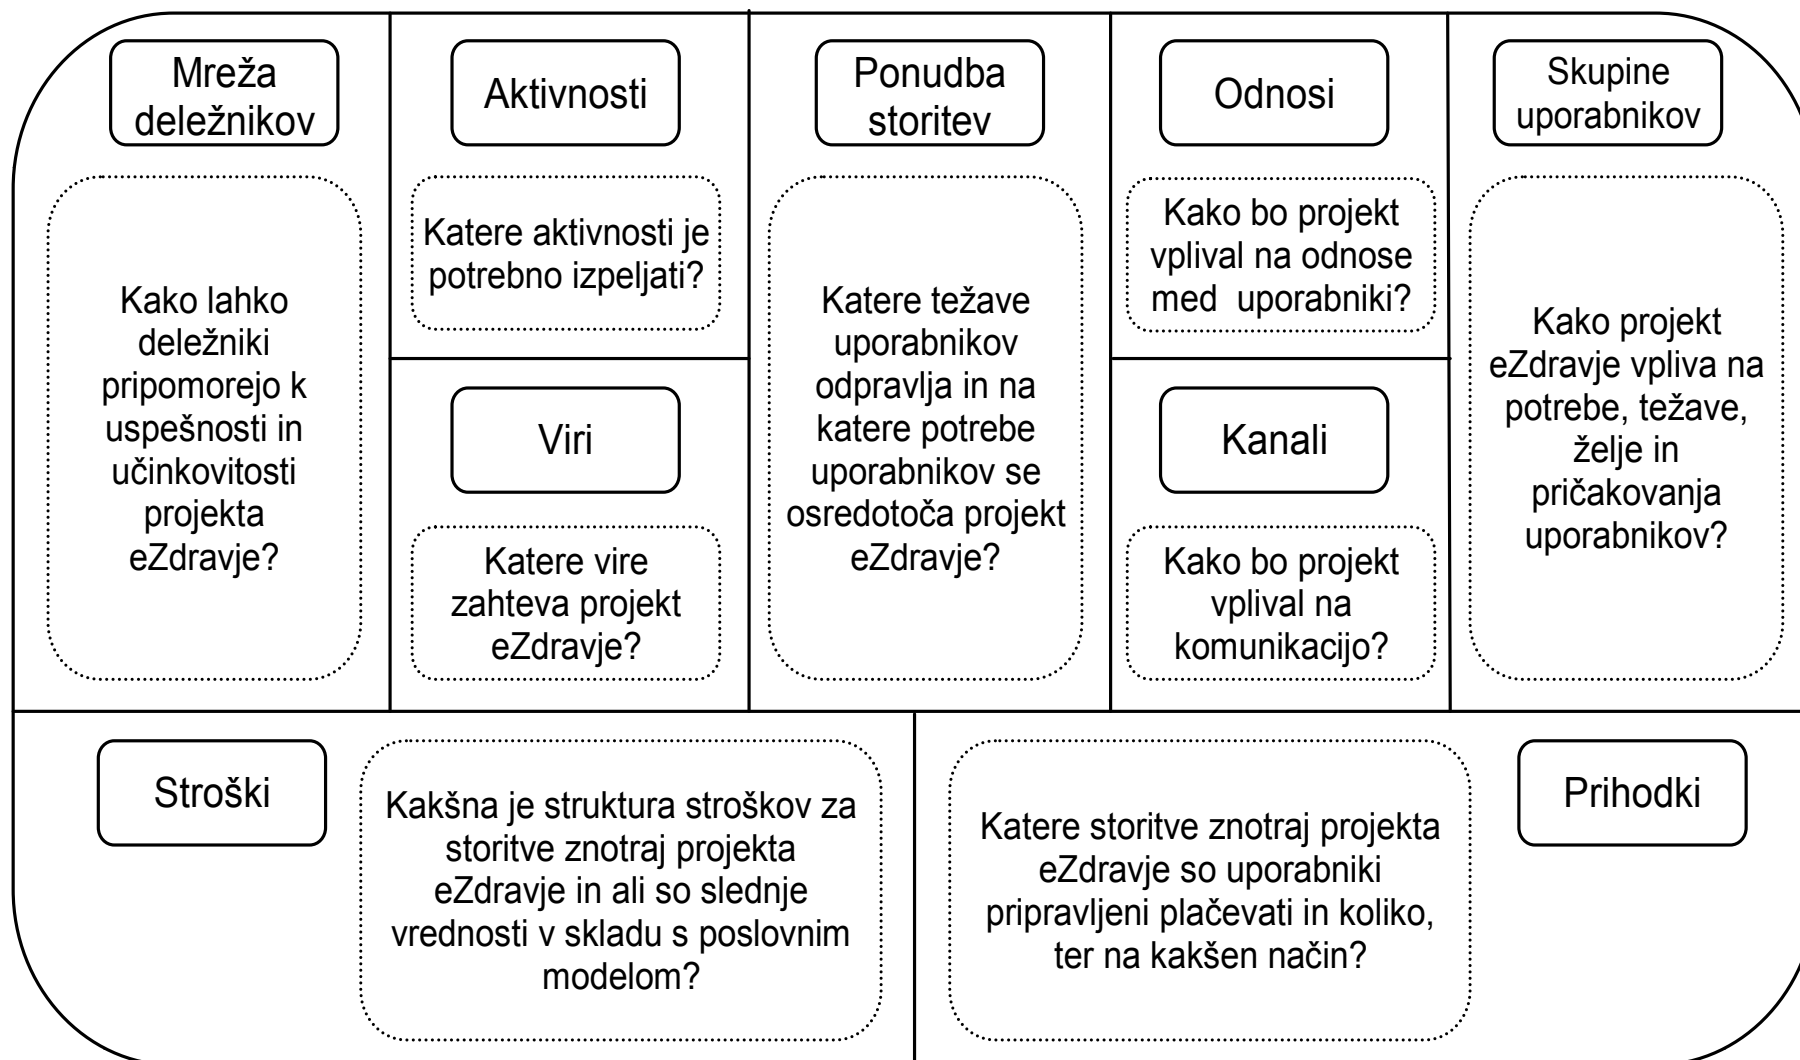 Mreža
deležnikov
Kako lahko
deležniki
pripomorejo k
uspešnosti in
učinkovitosti
projekta
eZdravje?
Aktivnosti
Katere aktivnosti je
potrebno izpeljati?
Viri
Katere vire
zahteva projekt
eZdravje?
Ponudba
storitev
Katere težave
uporabnikov
odpravlja in na
katere potrebe
uporabnikov se
osredotoča projekt
eZdravje?
Odnosi
Kako bo projekt
vplival na odnose
med  uporabniki?
Kanali
Kako bo projekt
vplival na
komunikacijo?
Skupine
uporabnikov
Kako projekt
eZdravje vpliva na
potrebe, težave,
želje in
pričakovanja
uporabnikov?
Stroški
Kakšna je struktura stroškov za
storitve znotraj projekta
eZdravje in ali so slednje
vrednosti v skladu s poslovnim
modelom?
Katere storitve znotraj projekta
eZdravje so uporabniki
pripravljeni plačevati in koliko,
ter na kakšen način?
Prihodki